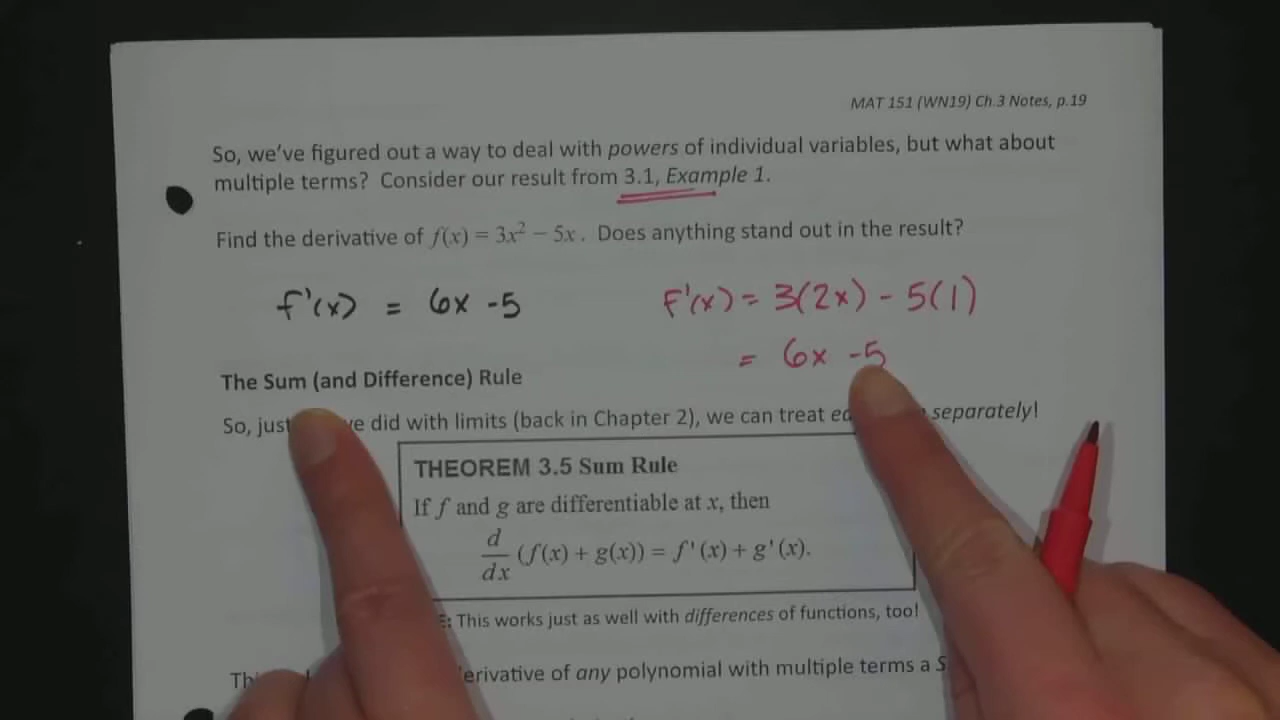 MAT 151 (WN19) Ch.3 Notes, p.19
So, we've figured out a way to deal with powers of individual variables, but what about
multiple terms? Consider our result from 3.1, Example 1.
Find the derivative of f(x) = 3x² − 5x. Does anything stand out in the result?
f'(x) = 6x -5
f'(x) = 3(2x) - 5(1)
= 6x -5
The Sum (and Difference) Rule
So, just did with limits (back in Chapter 2), we can treat separately!
THEOREM 3.5 Sum Rule
If f and g are differentiable at x, then
d/dx (f(x) + g(x)) = f'(x) + g'(x).
: This works just as well with differences of functions, too!
of any polynomial with multiple terms a